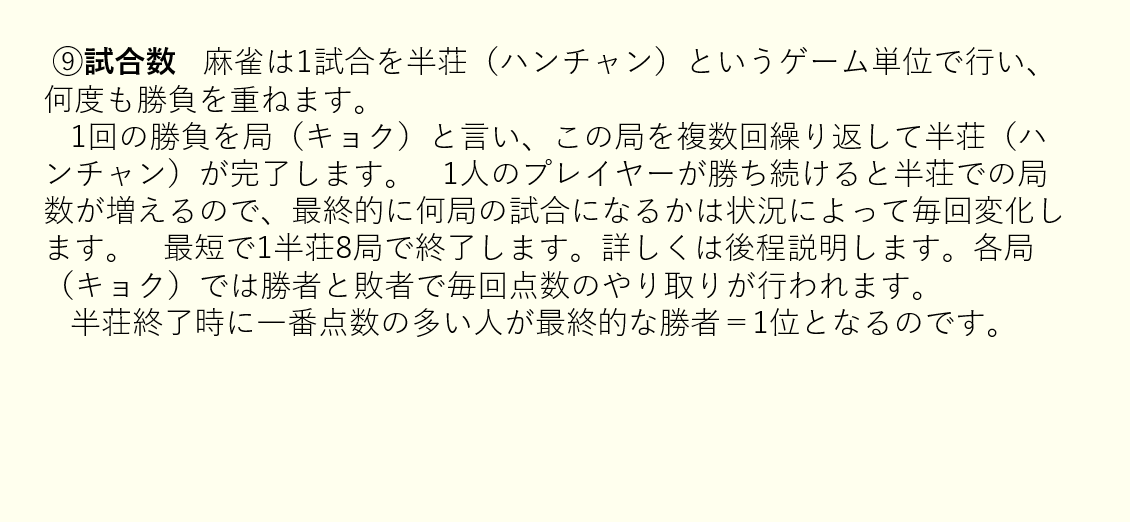 ⑨試合数　麻雀は1試合を半荘（ハンチャン）というゲーム単位で行い、
何度も勝負を重ねます。
　1回の勝負を局（キョク）と言い、この局を複数回繰り返して半荘（ハ
ンチャン）が完了します。　1人のプレイヤーが勝ち続けると半荘での局
数が増えるので、最終的に何局の試合になるかは状況によって毎回変化し
ます。　最短で1半荘8局で終了します。詳しくは後程説明します。各局
（キョク）では勝者と敗者で毎回点数のやり取りが行われます。
　半荘終了時に一番点数の多い人が最終的な勝者＝1位となるのです。